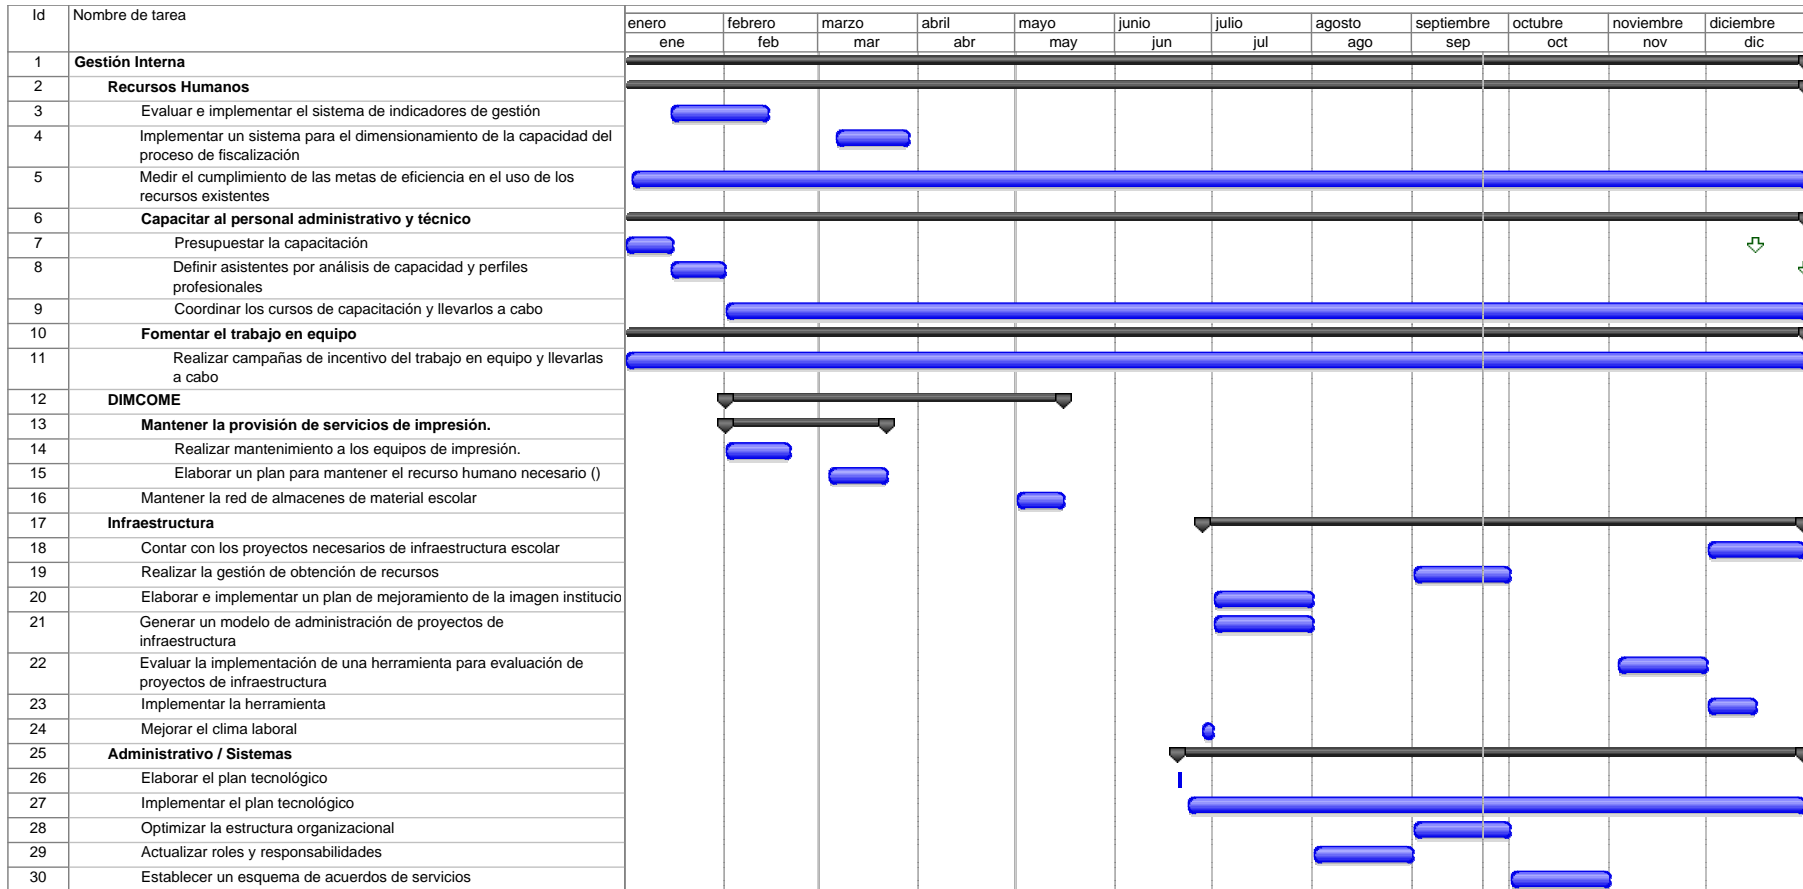 Id Nombre de tarea
enero febrero marzo abril mayo junio julio agosto septiembre octubre noviembre diciembre
ene feb mar abr may jun jul ago sep oct nov dic
1 Gestión Interna
2 Recursos Humanos
3 Evaluar e implementar el sistema de indicadores de gestión
4 Implementar un sistema para el dimensionamiento de la capacidad del
proceso de fiscalización
5 Medir el cumplimiento de las metas de eficiencia en el uso de los
recursos existentes
6 Capacitar al personal administrativo y técnico
7 Presupuestar la capacitación
8 Definir asistentes por análisis de capacidad y perfiles
profesionales
9 Coordinar los cursos de capacitación y llevarlos a cabo
10 Fomentar el trabajo en equipo
11 Realizar campañas de incentivo del trabajo en equipo y llevarlas
a cabo
12 DIMCOME
13 Mantener la provisión de servicios de impresión.
14 Realizar mantenimiento a los equipos de impresión.
15 Elaborar un plan para mantener el recurso humano necesario ()
16 Mantener la red de almacenes de material escolar
17 Infraestructura
18 Contar con los proyectos necesarios de infraestructura escolar
19 Realizar la gestión de obtención de recursos
20 Elaborar e implementar un plan de mejoramiento de la imagen institucio
21 Generar un modelo de administración de proyectos de
infraestructura
22 Evaluar la implementación de una herramienta para evaluación de
proyectos de infraestructura
23 Implementar la herramienta
24 Mejorar el clima laboral
25 Administrativo / Sistemas
26 Elaborar el plan tecnológico
27 Implementar el plan tecnológico
28 Optimizar la estructura organizacional
29 Actualizar roles y responsabilidades
30 Establecer un esquema de acuerdos de servicios